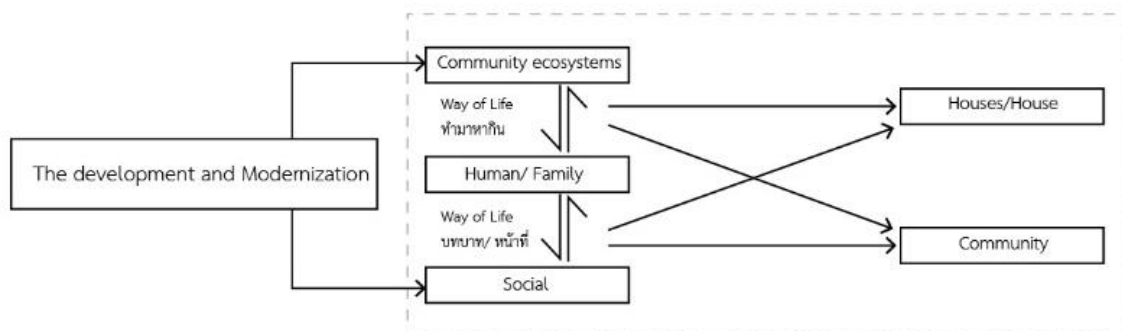 Community ecosystems
Way of Life
ทำมาหากิน
Houses/House
The development and Modernization
Human/ Family
Way of Life
บทบาท/ หน้าที่
Community
Social